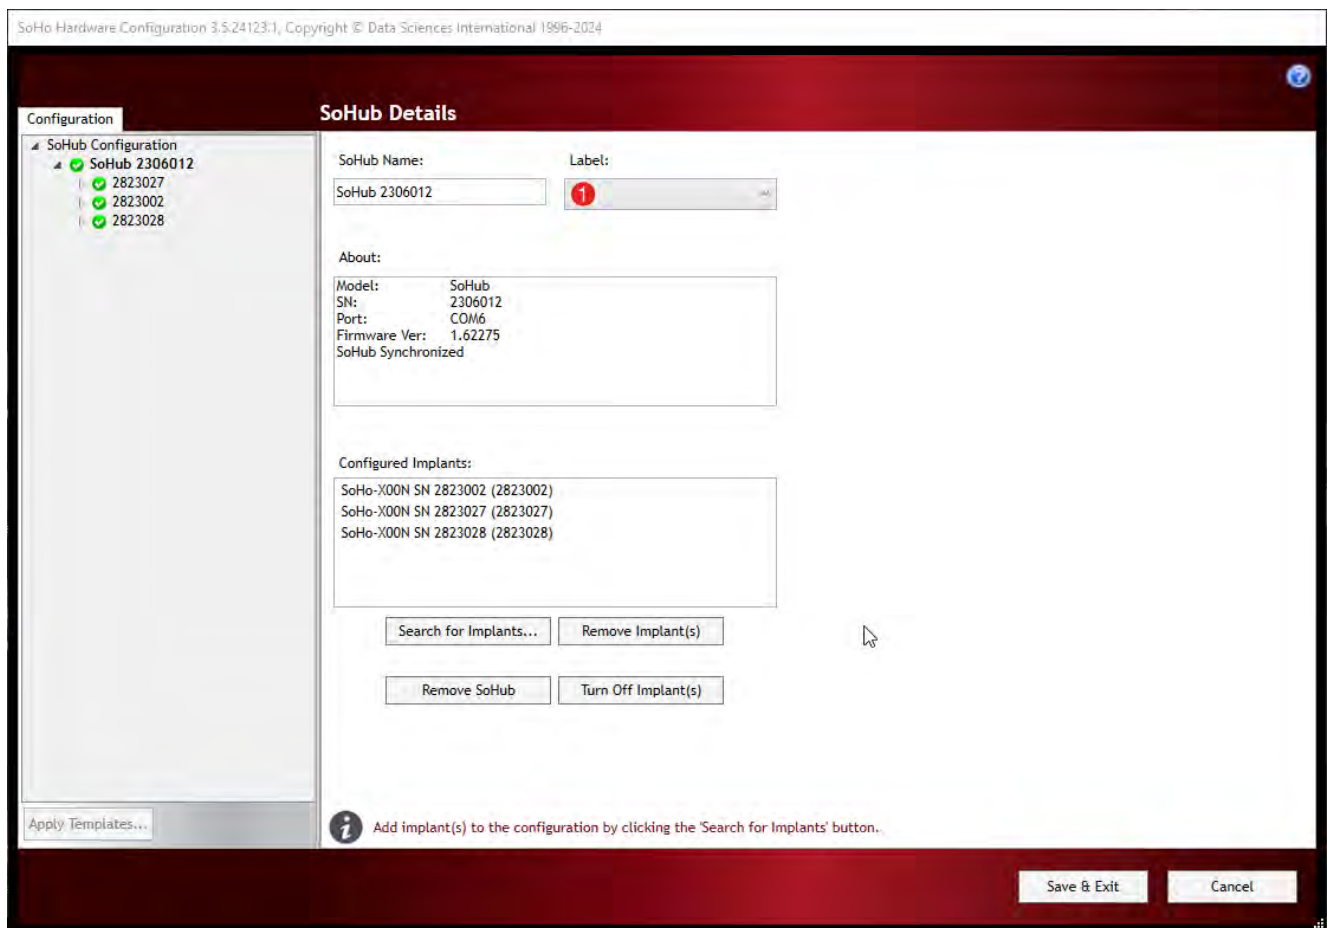 SoHo Hardware Configuration 3.5.24123.1, Copyright © Data Sciences International 1996-2024
Configuration
SoHub Details
SoHub Configuration
SoHub 2306012
2823027
2823002
2823028
SoHub Name:
Label:
SoHub 2306012
1
About:
Model: SoHub
SN: 2306012
Port: COM6
Firmware Ver: 1.62275
SoHub Synchronized
Configured Implants:
SoHo-X00N SN 2823002 (2823002)
SoHo-X00N SN 2823027 (2823027)
SoHo-X00N SN 2823028 (2823028)
Search for Implants...
Remove Implant(s)
Remove SoHub
Turn Off Implant(s)
Apply Templates...
Add implant(s) to the configuration by clicking the 'Search for Implants' button.
Save & Exit
Cancel